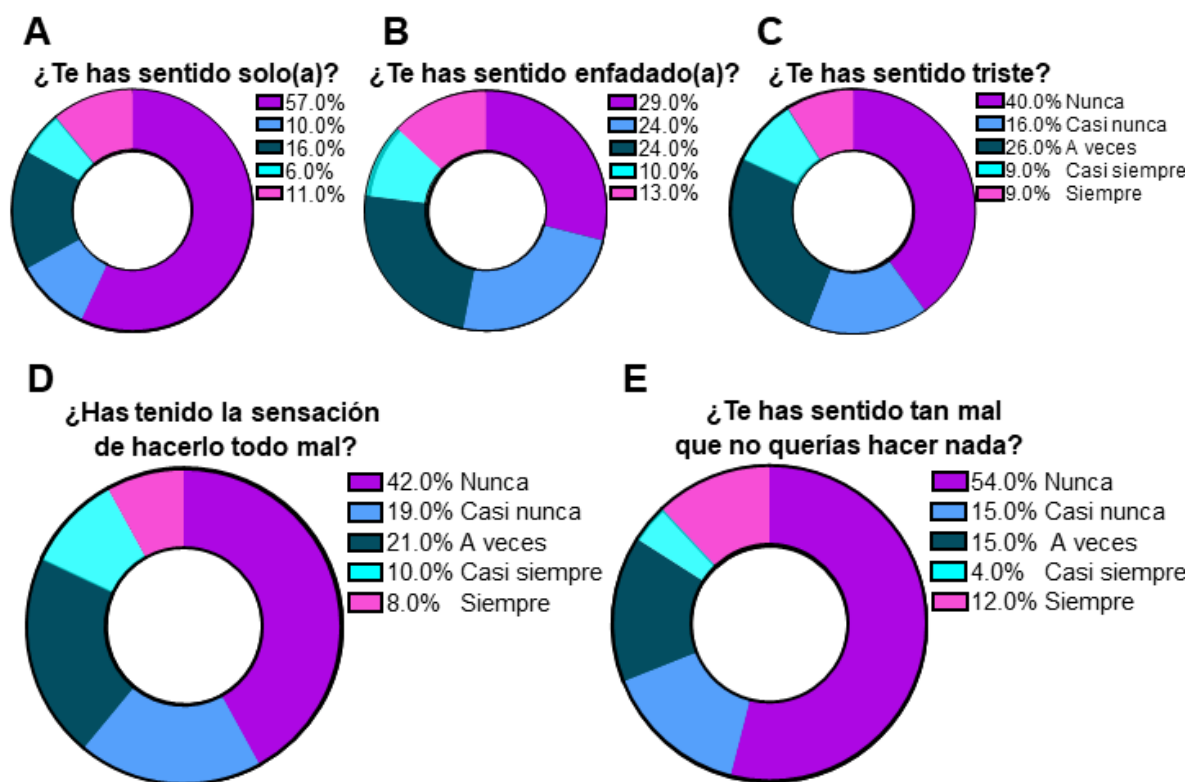 A
¿Te has sentido solo(a)?
57.0%
10.0%
16.0%
6.0%
11.0%
B
¿Te has sentido enfadado(a)?
29.0%
24.0%
24.0%
10.0%
13.0%
C
¿Te has sentido triste?
40.0% Nunca
16.0% Casi nunca
26.0% A veces
9.0% Casi siempre
9.0% Siempre
D
¿Has tenido la sensación
de hacerlo todo mal?
42.0% Nunca
19.0% Casi nunca
21.0% A veces
10.0% Casi siempre
8.0% Siempre
E
¿Te has sentido tan mal
que no querías hacer nada?
54.0% Nunca
15.0% Casi nunca
15.0% A veces
4.0% Casi siempre
12.0% Siempre